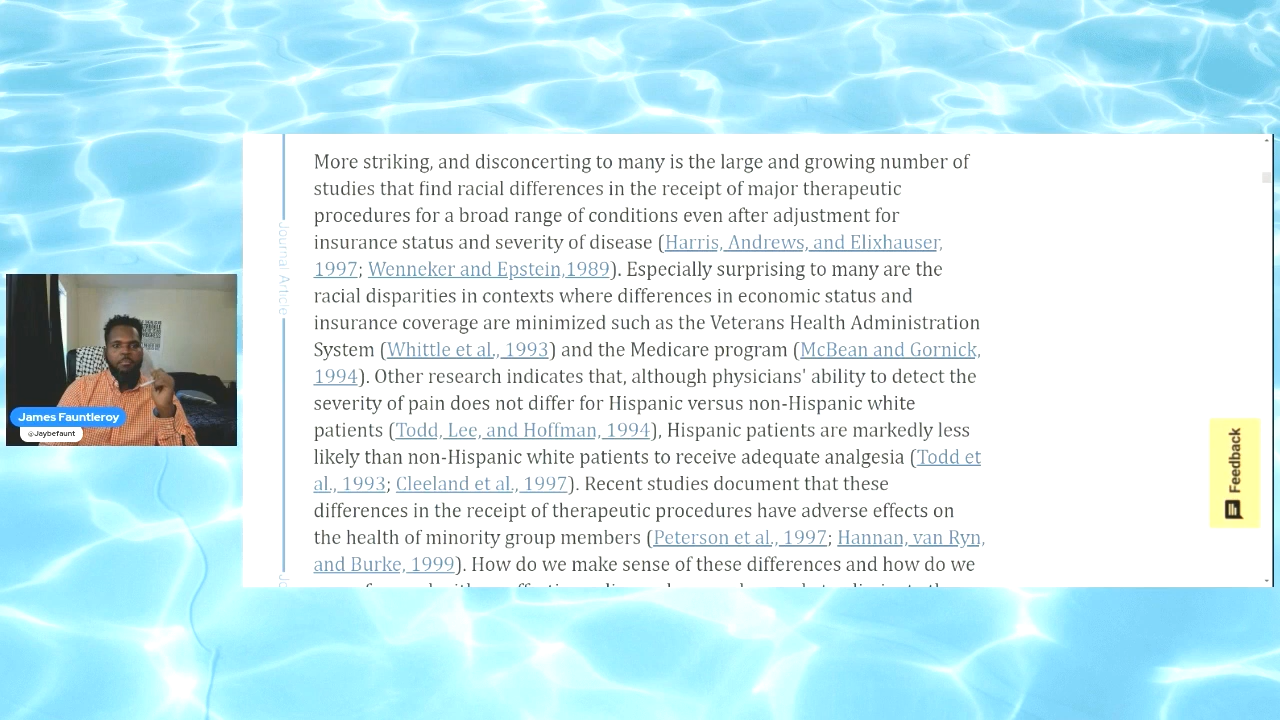 More striking, and disconcerting to many is the large and growing number of
studies that find racial differences in the receipt of major therapeutic
procedures for a broad range of conditions even after adjustment for
insurance status and severity of disease (Harris, Andrews, and Elixhauser,
1997; Wenneker and Epstein,1989). Especially surprising to many are the
racial disparities in contexts where differences in economic status and
insurance coverage are minimized such as the Veterans Health Administration
System (Whittle et al., 1993) and the Medicare program (McBean and Gornick,
1994). Other research indicates that, although physicians' ability to detect the
severity of pain does not differ for Hispanic versus non-Hispanic white
patients (Todd, Lee, and Hoffman, 1994), Hispanic patients are markedly less
likely than non-Hispanic white patients to receive adequate analgesia (Todd et
al., 1993; Cleeland et al., 1997). Recent studies document that these
differences in the receipt of therapeutic procedures have adverse effects on
the health of minority group members (Peterson et al., 1997; Hannan, van Ryn,
and Burke, 1999). How do we make sense of these differences and how do we
Journal Article
Jo
James Fauntleroy
@Jaybefaunt
Feedback